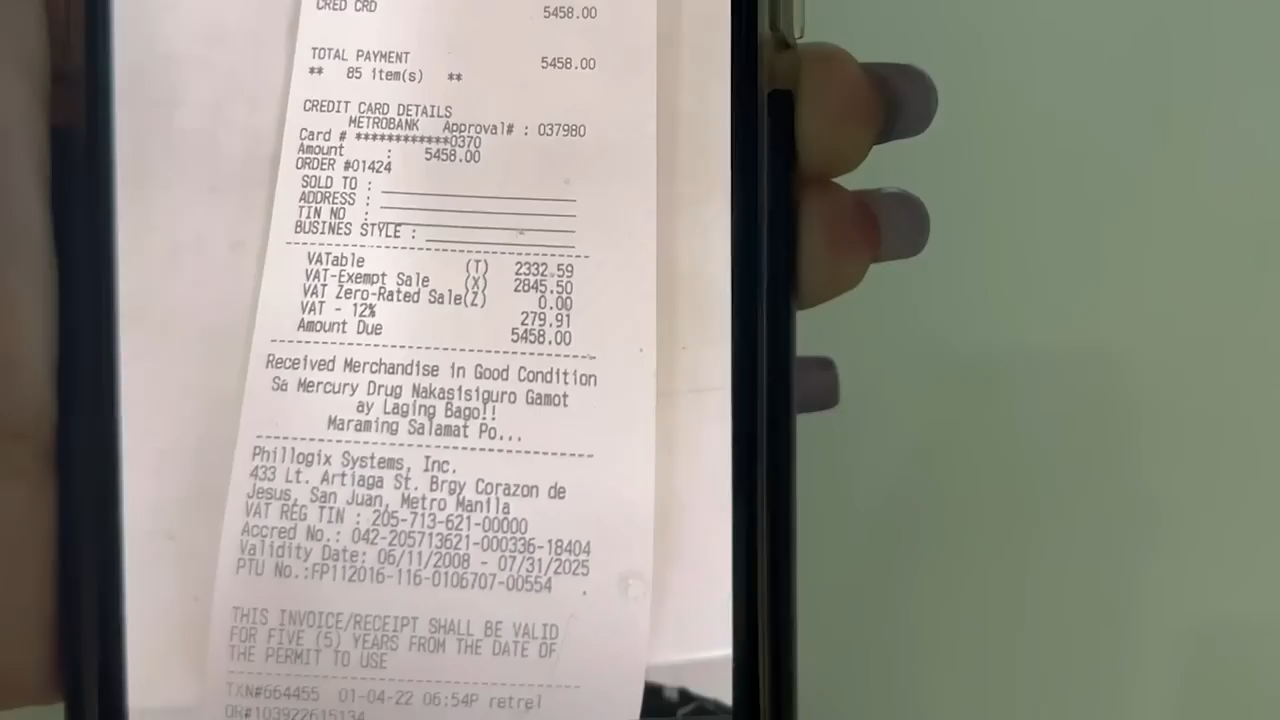 CRED CRD 5458.00
TOTAL PAYMENT 5458.00
** 85 item(s) **
CREDIT CARD DETAILS
METROBANK Approval# : 037980
Card # ************0370
Amount : 5458.00
ORDER #01424
SOLD TO :
ADDRESS :
TIN NO :
BUSINES STYLE :
VATable (T) 2332.59
VAT-Exempt Sale (X) 2845.50
VAT Zero-Rated Sale(Z) 0.00
VAT - 12% 279.91
Amount Due 5458.00
Received Merchandise in Good Condition
Sa Mercury Drug Nakasisiguro Gamot
ay Laging Bago!!
Maraming Salamat Po...
Phillogix Systems, Inc.
433 Lt. Artiaga St. Brgy Corazon de
Jesus, San Juan, Metro Manila
VAT REG TIN : 205-713-621-00000
Accred No.: 042-205713621-000336-18404
Validity Date: 06/11/2008 - 07/31/2025
PTU No.:FP112016-116-0106707-00554
THIS INVOICE/RECEIPT SHALL BE VALID
FOR FIVE (5) YEARS FROM THE DATE OF
THE PERMIT TO USE
TXN#664455 01-04-22 06:54P retrel
OR#103922615134